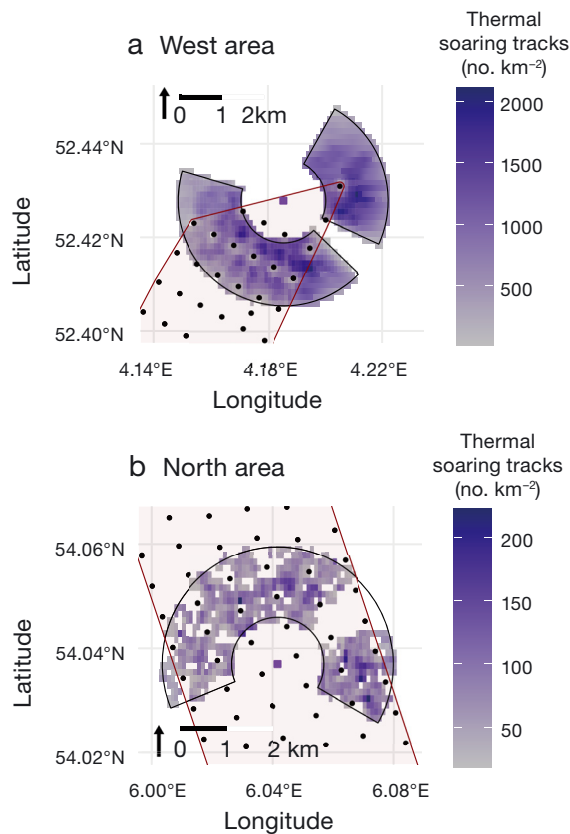 a West area
Thermal
soaring tracks
(no. km⁻²)
0 1 2km
2000
1500
1000
500
52.44°N
52.42°N
52.40°N
Latitude
4.14°E 4.18°E 4.22°E
Longitude
b North area
Thermal
soaring tracks
(no. km⁻²)
200
150
100
50
54.06°N
54.04°N
54.02°N
Latitude
0 1 2 km
6.00°E 6.04°E 6.08°E
Longitude